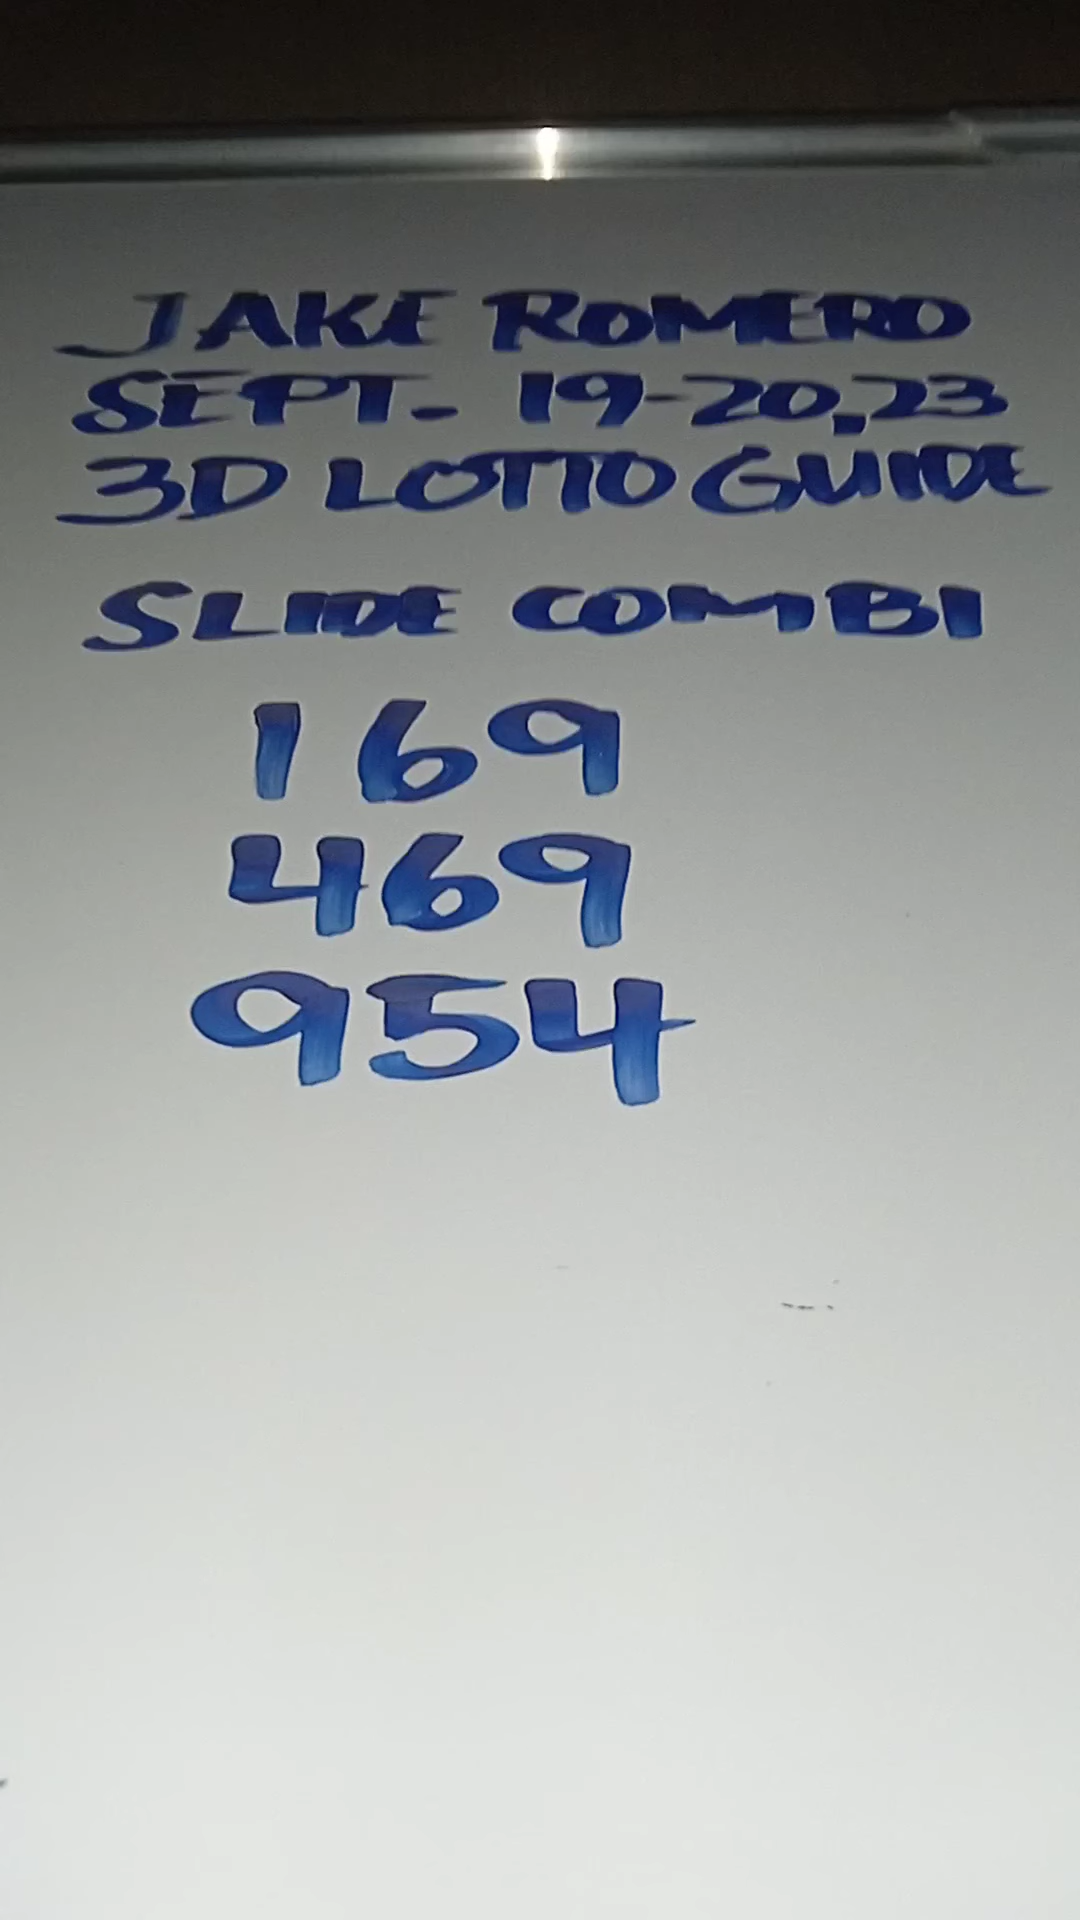 JAKE ROMERO
SEPT. 19-20,23
3D LOTTO GUIDE
SLIDE COMBI
169
469
954